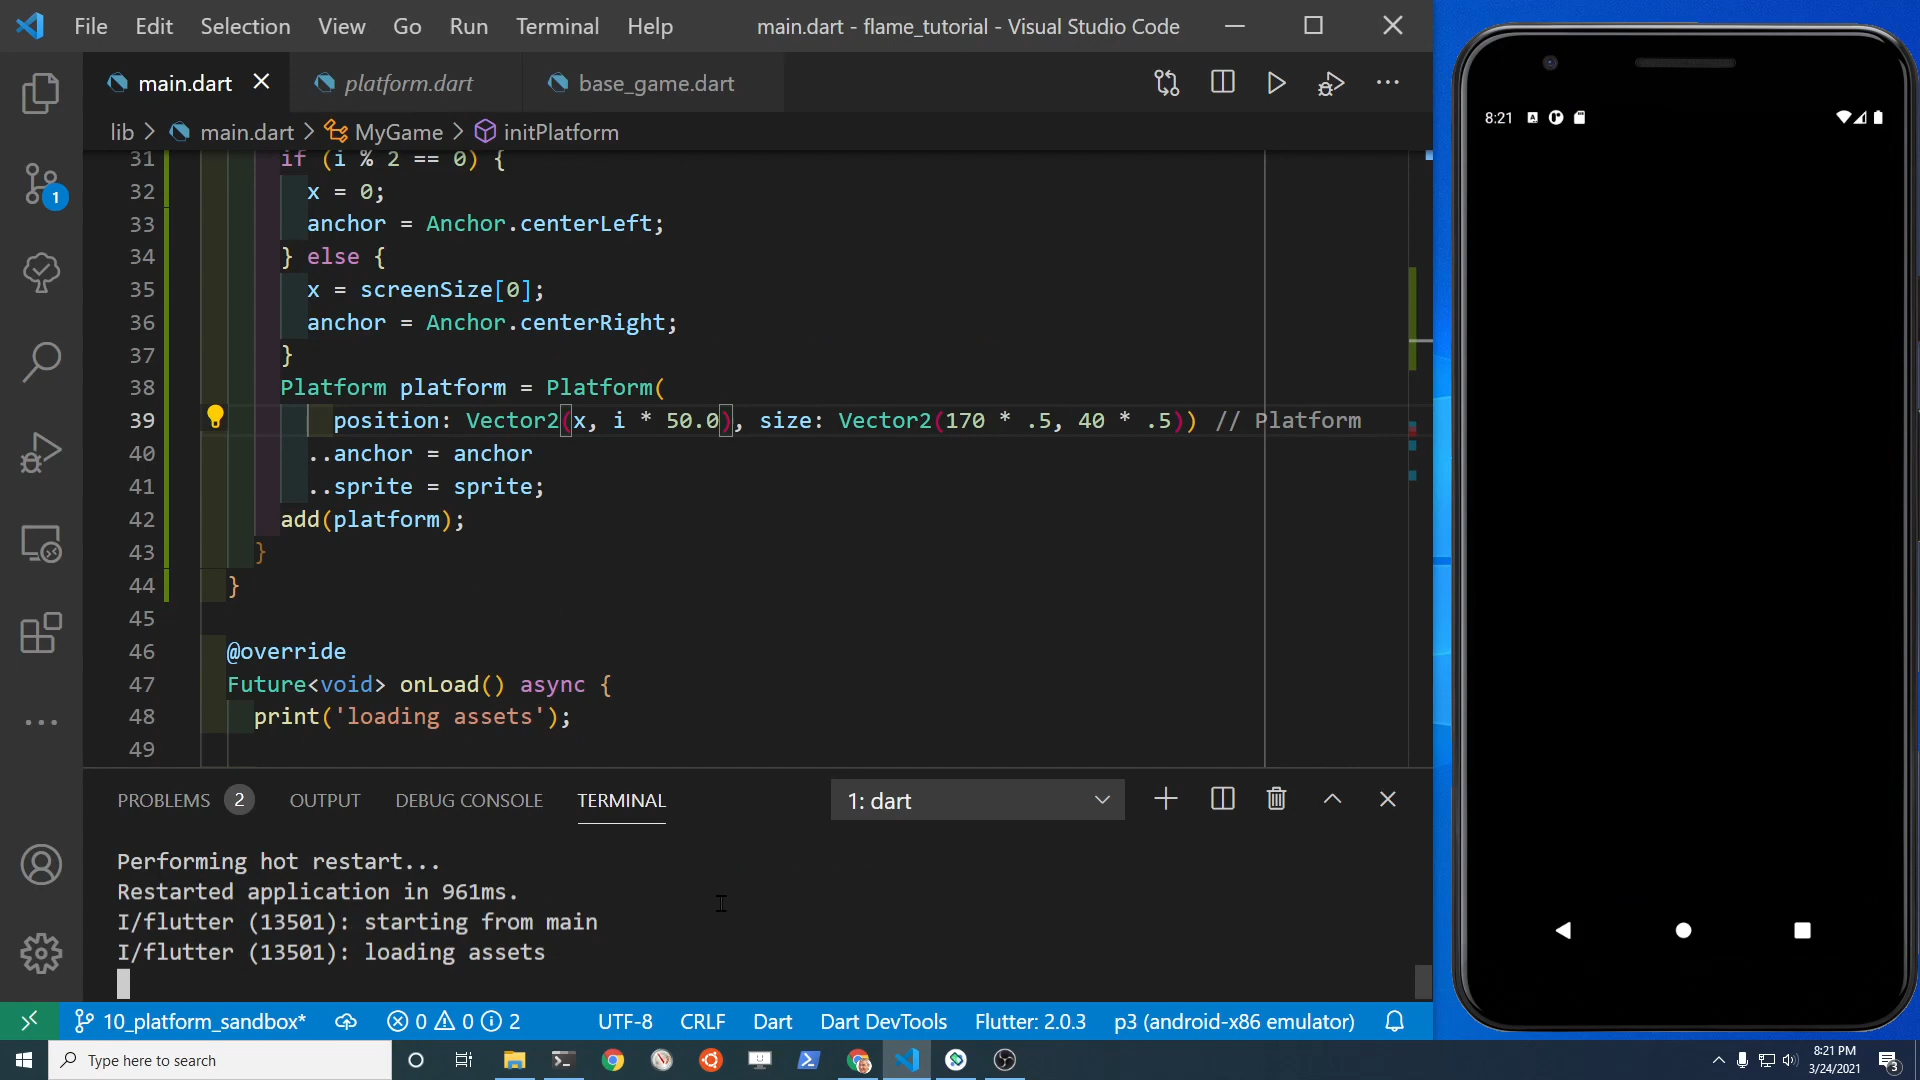 File Edit Selection View Go Run Terminal Help main.dart - flame_tutorial - Visual Studio Code
main.dart platform.dart base_game.dart
lib > main.dart > MyGame > initPlatform
31 if (i % 2 == 0) {
32 x = 0;
33 anchor = Anchor.centerLeft;
34 } else {
35 x = screenSize[0];
36 anchor = Anchor.centerRight;
37 }
38 Platform platform = Platform(
39 position: Vector2(x, i * 50.0), size: Vector2(170 * .5, 40 * .5)) // Platform
40 ..anchor = anchor
41 ..sprite = sprite;
42 add(platform);
43 }
44 }
45
46 @override
47 Future<void> onLoad() async {
48 print('loading assets');
49
PROBLEMS 2 OUTPUT DEBUG CONSOLE TERMINAL 1: dart
Performing hot restart...
Restarted application in 961ms.
I/flutter (13501): starting from main
I/flutter (13501): loading assets
10_platform_sandbox* 0 0 2 UTF-8 CRLF Dart Dart DevTools Flutter: 2.0.3 p3 (android-x86 emulator)
Type here to search
8:21 PM
3/24/2021
3
1
8:21